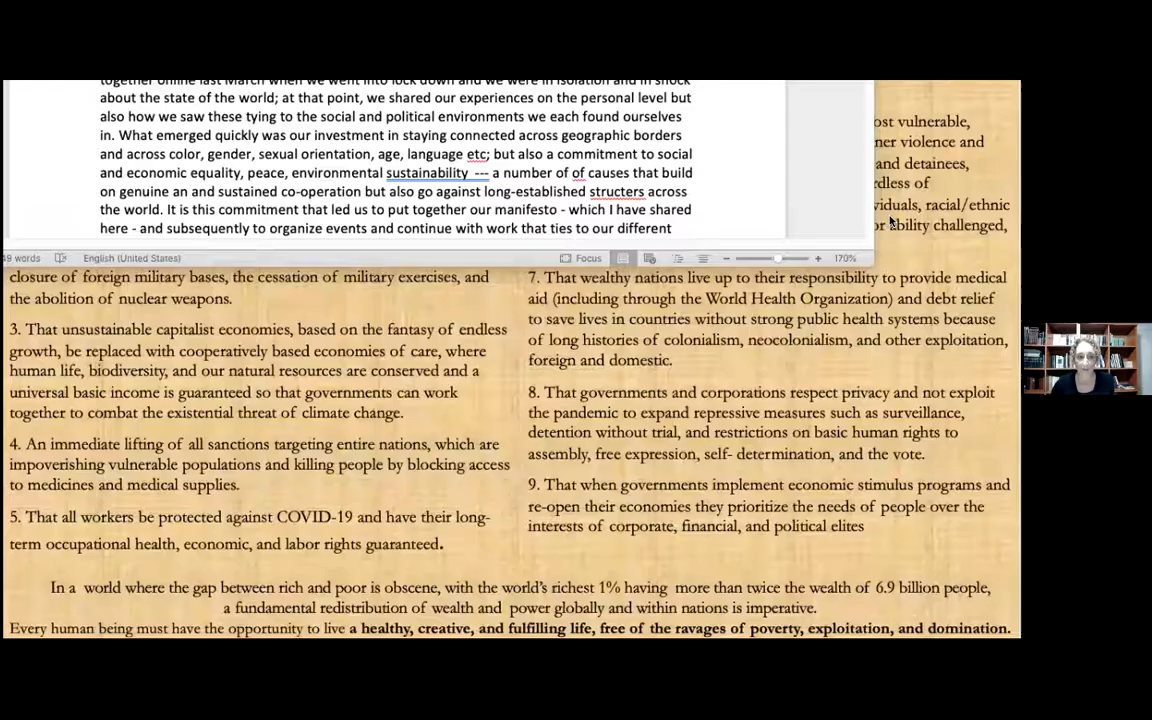 together online last March when we went into lock down and we were in isolation and in shock
about the state of the world; at that point, we shared our experiences on the personal level but
also how we saw these tying to the social and political environments we each found ourselves
in. What emerged quickly was our investment in staying connected across geographic borders
and across color, gender, sexual orientation, age, language etc; but also a commitment to social
and economic equality, peace, environmental sustainability --- a number of of causes that build
on genuine an and sustained co-operation but also go against long-established structers across
the world. It is this commitment that led us to put together our manifesto - which I have shared
here - and subsequently to organize events and continue with work that ties to our different
words English (United States) Focus 170%
closure of foreign military bases, the cessation of military exercises, and
the abolition of nuclear weapons.
3. That unsustainable capitalist economies, based on the fantasy of endless
growth, be replaced with cooperatively based economies of care, where
human life, biodiversity, and our natural resources are conserved and a
universal basic income is guaranteed so that governments can work
together to combat the existential threat of climate change.
4. An immediate lifting of all sanctions targeting entire nations, which are
impoverishing vulnerable populations and killing people by blocking access
to medicines and medical supplies.
5. That all workers be protected against COVID-19 and have their long-
term occupational health, economic, and labor rights guaranteed.
ost vulnerable,
ner violence and
and detainees,
rdless of
viduals, racial/ethnic
or ability challenged,
7. That wealthy nations live up to their responsibility to provide medical
aid (including through the World Health Organization) and debt relief
to save lives in countries without strong public health systems because
of long histories of colonialism, neocolonialism, and other exploitation,
foreign and domestic.
8. That governments and corporations respect privacy and not exploit
the pandemic to expand repressive measures such as surveillance,
detention without trial, and restrictions on basic human rights to
assembly, free expression, self- determination, and the vote.
9. That when governments implement economic stimulus programs and
re-open their economies they prioritize the needs of people over the
interests of corporate, financial, and political elites
In a world where the gap between rich and poor is obscene, with the world's richest 1% having more than twice the wealth of 6.9 billion people,
a fundamental redistribution of wealth and power globally and within nations is imperative.
Every human being must have the opportunity to live a healthy, creative, and fulfilling life, free of the ravages of poverty, exploitation, and domination.